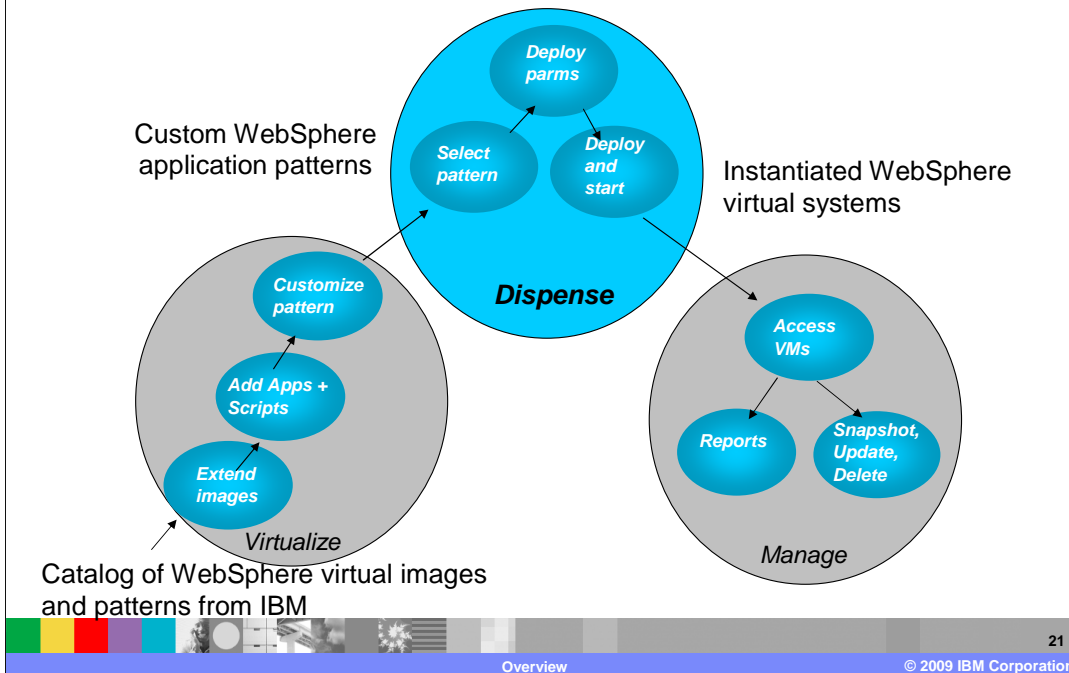 Deploy
parms
Custom WebSphere
application patterns
Select
pattern
Deploy
and
start
Instantiated WebSphere
virtual systems
Dispense
Customize
pattern
Add Apps +
Scripts
Extend
images
Virtualize
Access
VMs
Reports
Snapshot,
Update,
Delete
Manage
Catalog of WebSphere virtual images
and patterns from IBM
21
Overview
© 2009 IBM Corporation